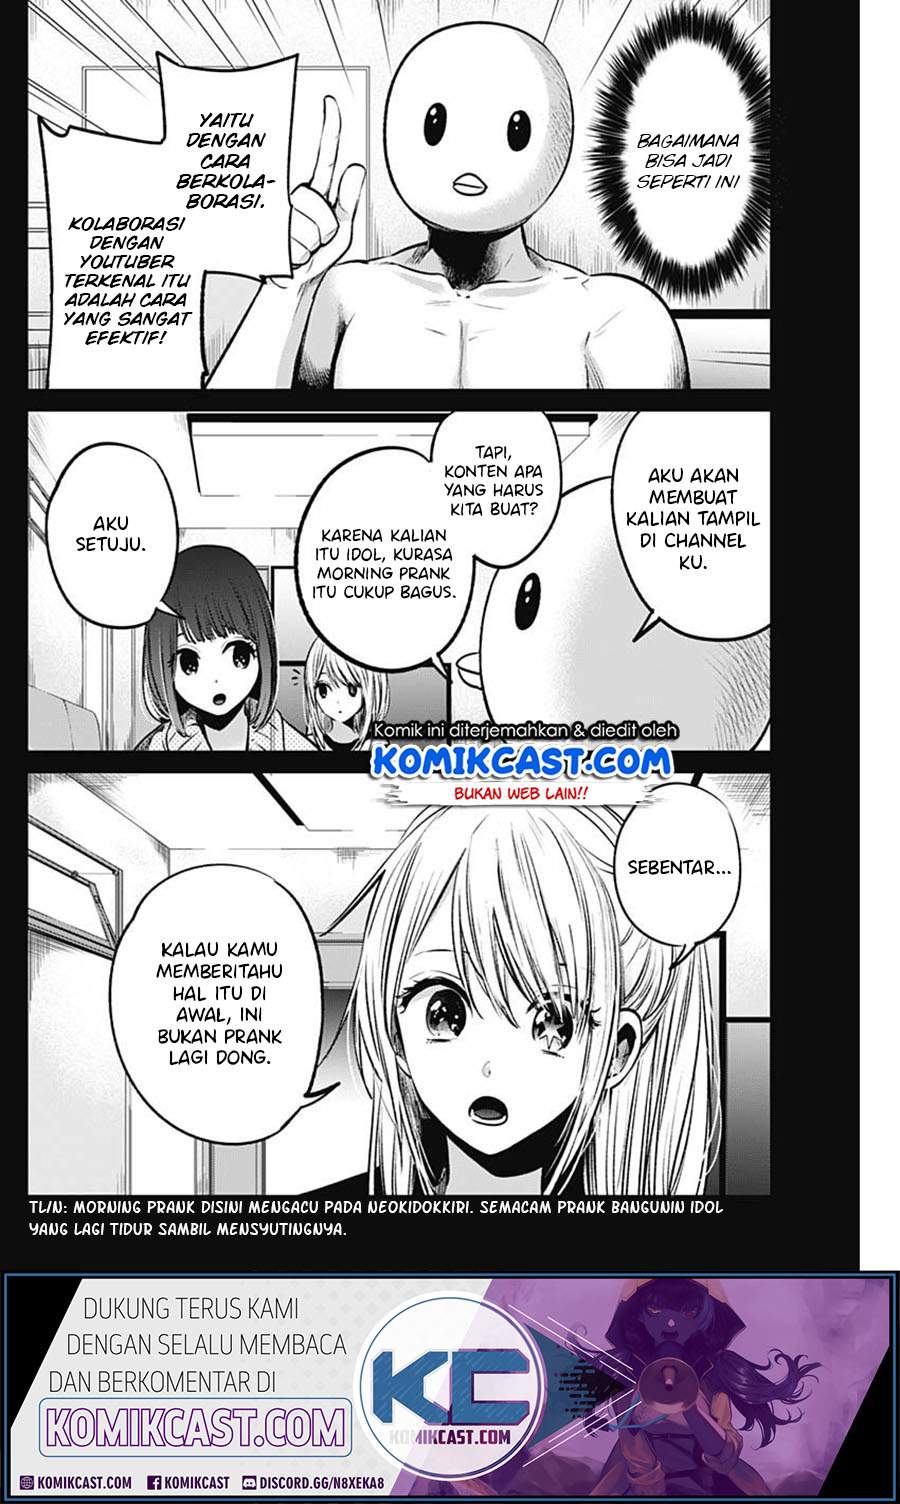 BAGAIMANA
BISA JADI
SEPERTI INI
YAITU
DENGAN
CARA
BERKOLA-
BORASI.
KOLABORASI
DENGAN
YOUTUBER
TERKENAL ITU
ADALAH CARA
YANG SANGAT
EFEKTIF!
AKU AKAN
MEMBUAT
KALIAN TAMPIL
DI CHANNEL
KU.
TAPI,
KONTEN APA
YANG HARUS
KITA BUAT?
KARENA KALIAN
ITU IDOL, KURASA
MORNING PRANK
ITU CUKUP BAGUS.
AKU
SETUJU.
Komik ini diterjemahkan & diedit oleh
KOMIKCAST.COM
BUKAN WEB LAIN!!
SEBENTAR...
KALAU KAMU
MEMBERITAHU
HAL ITU DI
AWAL, INI
BUKAN PRANK
LAGI DONG.
TL/N: MORNING PRANK DISINI MENGACU PADA NEOKIDOKKIRI. SEMACAM PRANK BANGUNIN IDOL
YANG LAGI TIDUR SAMBIL MENSYUTINGNYA.
DUKUNG TERUS KAMI
DENGAN SELALU MEMBACA
DAN BERKOMENTAR DI
KOMIKCAST.COM
KOMIKCAST.COM KOMIKCAST DISCORD.GG/N8XEKA8
KC
KOMIKCAST.COM